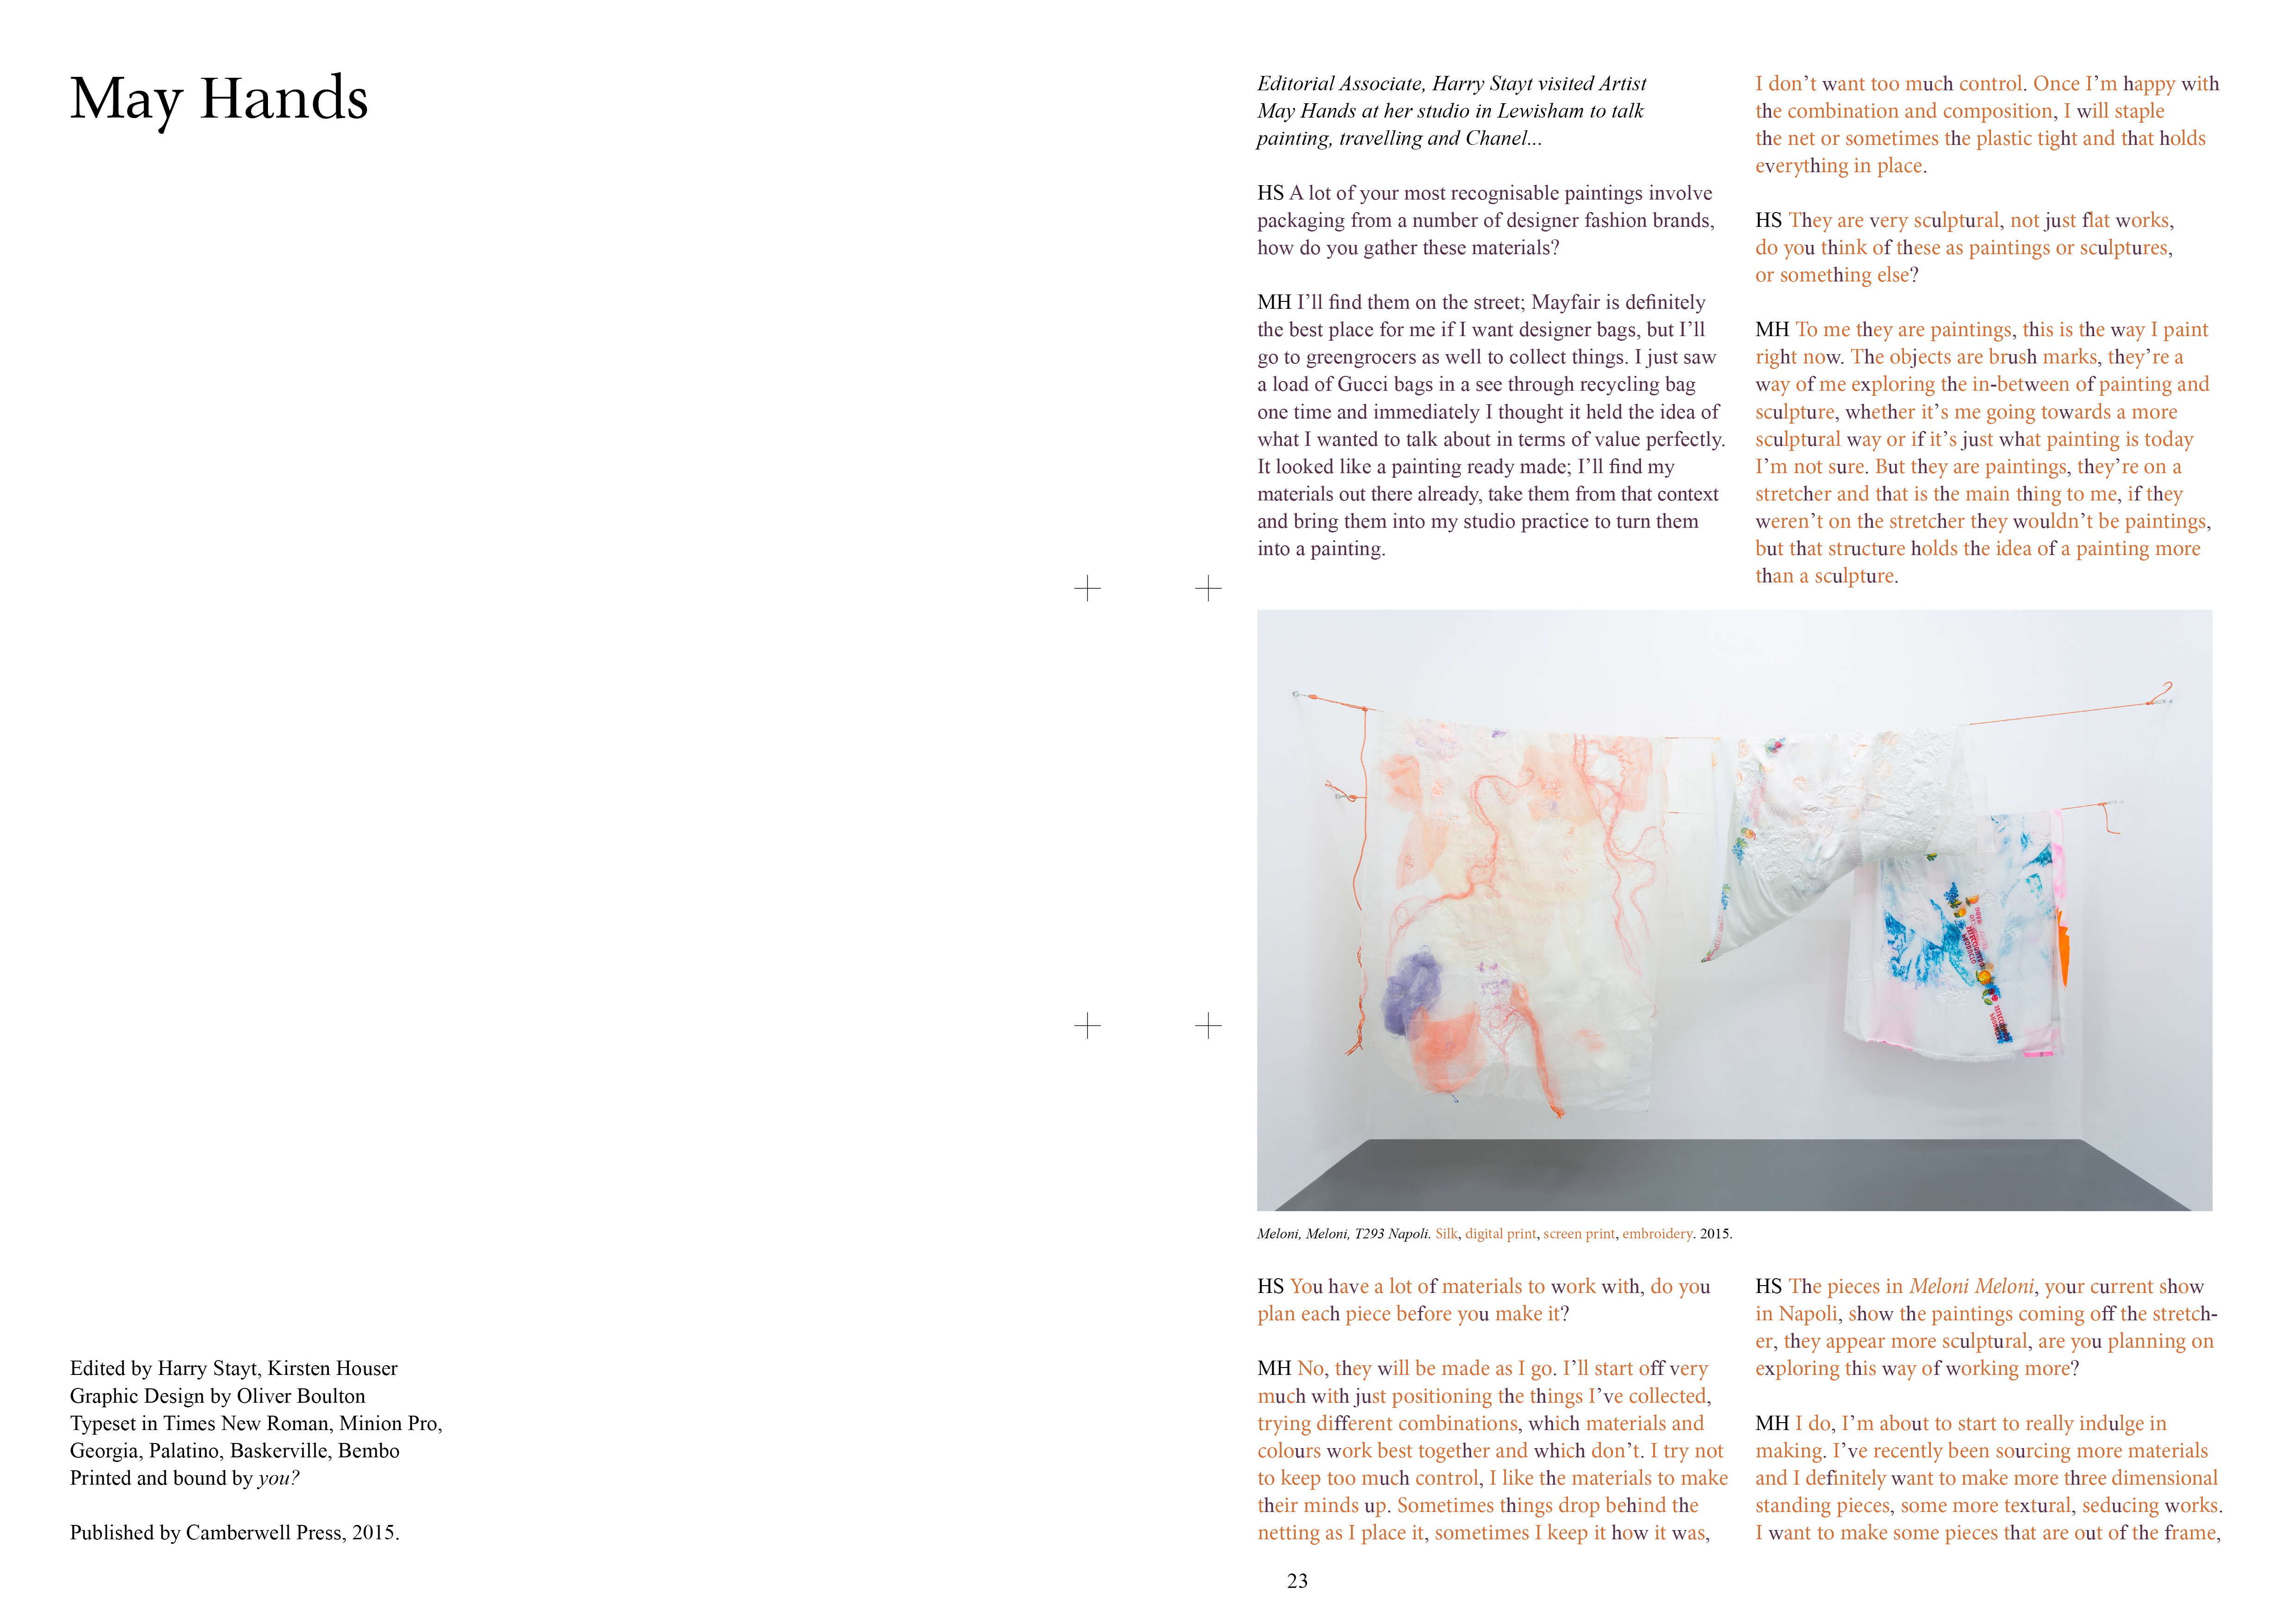 May Hands
Edited by Harry Stayt, Kirsten Houser
Graphic Design by Oliver Boulton
Typeset in Times New Roman, Minion Pro,
Georgia, Palatino, Baskerville, Bembo
Printed and bound by you?
Published by Camberwell Press, 2015.
Editorial Associate, Harry Stayt visited Artist
May Hands at her studio in Lewisham to talk
painting, travelling and Chanel...
HS A lot of your most recognisable paintings involve
packaging from a number of designer fashion brands,
how do you gather these materials?
MH I’ll find them on the street; Mayfair is definitely
the best place for me if I want designer bags, but I’ll
go to greengrocers as well to collect things. I just saw
a load of Gucci bags in a see through recycling bag
one time and immediately I thought it held the idea of
what I wanted to talk about in terms of value perfectly.
It looked like a painting ready made; I’ll find my
materials out there already, take them from that context
and bring them into my studio practice to turn them
into a painting.
HS You have a lot of materials to work with, do you
plan each piece before you make it?
MH No, they will be made as I go. I’ll start off very
much with just positioning the things I’ve collected,
trying different combinations, which materials and
colours work best together and which don’t. I try not
to keep too much control, I like the materials to make
their minds up. Sometimes things drop behind the
netting as I place it, sometimes I keep it how it was,
I don’t want too much control. Once I’m happy with
the combination and composition, I will staple
the net or sometimes the plastic tight and that holds
everything in place.
HS They are very sculptural, not just flat works,
do you think of these as paintings or sculptures,
or something else?
MH To me they are paintings, this is the way I paint
right now. The objects are brush marks, they’re a
way of me exploring the in-between of painting and
sculpture, whether it’s me going towards a more
sculptural way or if it’s just what painting is today
I’m not sure. But they are paintings, they’re on a
stretcher and that is the main thing to me, if they
weren’t on the stretcher they wouldn’t be paintings,
but that structure holds the idea of a painting more
than a sculpture.
Meloni, Meloni, T293 Napoli. Silk, digital print, screen print, embroidery. 2015.
HS The pieces in Meloni Meloni, your current show
in Napoli, show the paintings coming off the stretch-
er, they appear more sculptural, are you planning on
exploring this way of working more?
MH I do, I’m about to start to really indulge in
making. I’ve recently been sourcing more materials
and I definitely want to make more three dimensional
standing pieces, some more textural, seducing works.
I want to make some pieces that are out of the frame,
23